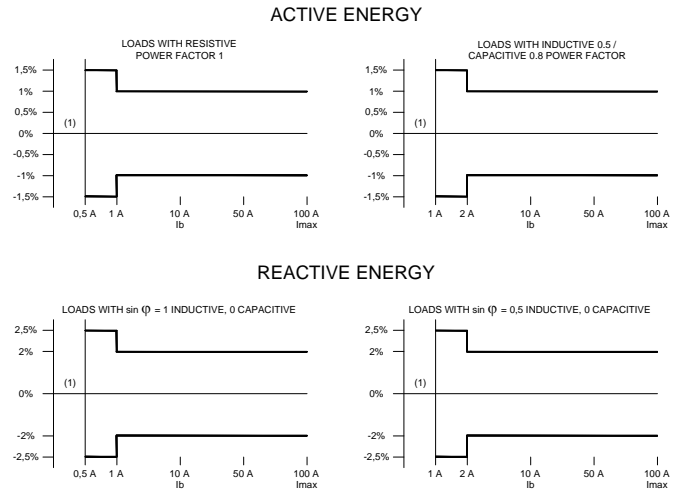 ACTIVE ENERGY
LOADS WITH RESISTIVE
POWER FACTOR 1
1,5%
1%
0,5%
0%
-0,5%
-1%
-1,5%
(1)
0,5 A 1 A 10 A 50 A 100 A
Ib Imax
LOADS WITH INDUCTIVE 0.5 /
CAPACITIVE 0.8 POWER FACTOR
1,5%
1%
0,5%
0%
-0,5%
-1%
-1,5%
(1)
1 A 2 A 10 A 50 A 100 A
Ib Imax
REACTIVE ENERGY
LOADS WITH sin φ = 1 INDUCTIVE, 0 CAPACITIVE
2,5%
2%
0%
-2%
-2,5%
(1)
0,5 A 1 A 10 A 50 A 100 A
Ib Imax
LOADS WITH sin φ = 0,5 INDUCTIVE, 0 CAPACITIVE
2,5%
2%
0%
-2%
-2,5%
(1)
1 A 2 A 10 A 50 A 100 A
Ib Imax